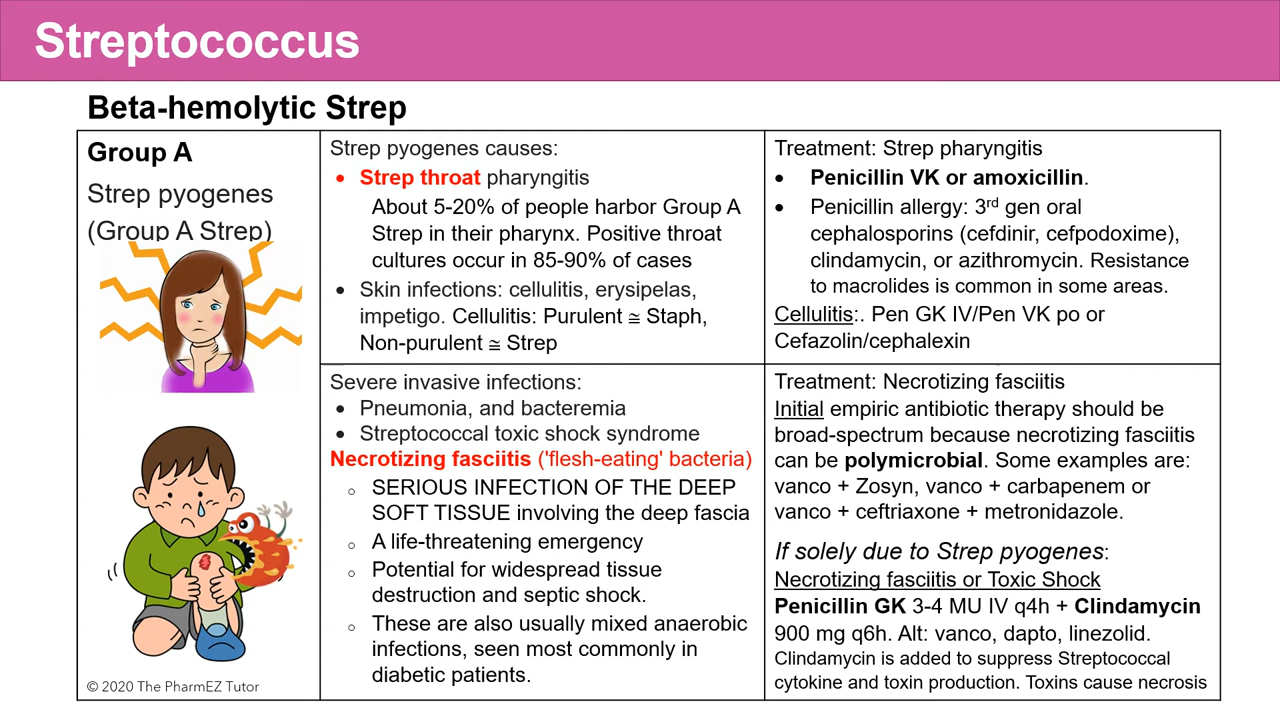 Streptococcus
Beta-hemolytic Strep
Group A
Strep pyogenes
(Group A Strep)
© 2020 The PharmEZ Tutor
Strep pyogenes causes:
• Strep throat pharyngitis
About 5-20% of people harbor Group A
Strep in their pharynx. Positive throat
cultures occur in 85-90% of cases
• Skin infections: cellulitis, erysipelas,
impetigo. Cellulitis: Purulent ≅ Staph,
Non-purulent ≅ Strep
Treatment: Strep pharyngitis
• Penicillin VK or amoxicillin.
• Penicillin allergy: 3rd gen oral
cephalosporins (cefdinir, cefpodoxime),
clindamycin, or azithromycin. Resistance
to macrolides is common in some areas.
Cellulitis:. Pen GK IV/Pen VK po or
Cefazolin/cephalexin
Severe invasive infections:
• Pneumonia, and bacteremia
• Streptococcal toxic shock syndrome
Necrotizing fasciitis ('flesh-eating' bacteria)
○ SERIOUS INFECTION OF THE DEEP
SOFT TISSUE involving the deep fascia
○ A life-threatening emergency
○ Potential for widespread tissue
destruction and septic shock.
○ These are also usually mixed anaerobic
infections, seen most commonly in
diabetic patients.
Treatment: Necrotizing fasciitis
Initial empiric antibiotic therapy should be
broad-spectrum because necrotizing fasciitis
can be polymicrobial. Some examples are:
vanco + Zosyn, vanco + carbapenem or
vanco + ceftriaxone + metronidazole.
If solely due to Strep pyogenes:
Necrotizing fasciitis or Toxic Shock
Penicillin GK 3-4 MU IV q4h + Clindamycin
900 mg q6h. Alt: vanco, dapto, linezolid.
Clindamycin is added to suppress Streptococcal
cytokine and toxin production. Toxins cause necrosis